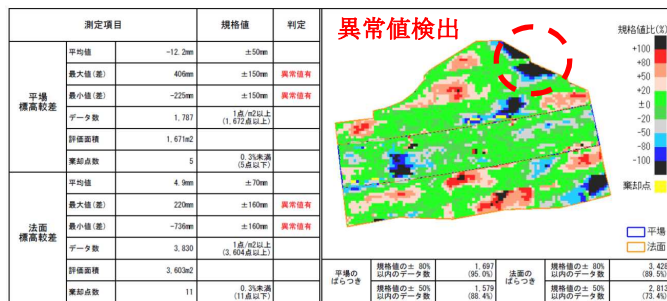 測定項目 規格値 判定
平場
標高較差
平均値 -12.2mm ±50mm
最大値(差) 406mm ±150mm 異常値有
最小値(差) -225mm ±150mm 異常値有
データ数 1,787 1点/m2以上
(1,672点以上)
評価面積 1,671m2
棄却点数 5 0.3%未満
(5点以下)
法面
標高較差
平均値 4.9mm ±70mm
最大値(差) 220mm ±160mm 異常値有
最小値(差) -736mm ±160mm 異常値有
データ数 3,830 1点/m2以上
(3,604点以上)
評価面積 3,603m2
棄却点数 11 0.3%未満
(11点以下)
異常値検出
規格値比(%)
+100
+80
+50
±0
-50
-80
-100
棄却点
平場
法面
平場の
ばらつき
規格値の± 80%
以内のデータ数
1,697
(95.0%)
規格値の± 50%
以内のデータ数
1,579
(88.4%)
法面の
ばらつき
規格値の± 80%
以内のデータ数
3,428
(89.5%)
規格値の± 50%
以内のデータ数
2,81
(73.4%)